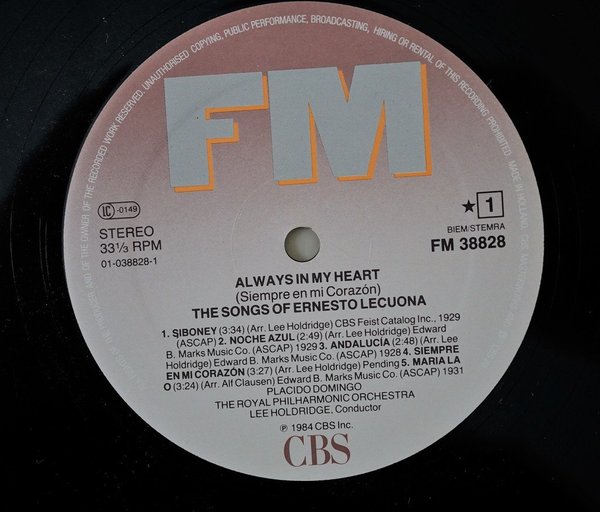 AND OF THE OWNER OF THE RECORDED WORK RESERVED. UNAUTHORISED COPYING, PUBLIC PERFORMANCE, BROADCASTING, HIRING OR RENTAL OF THIS RECORDING PROHIBITED. MADE IN HOLLAND.
FM
LC -0149
STEREO
33 1/3 RPM
01-038828-1
★ 1
BIEM/STEMRA
FM 38828
ALWAYS IN MY HEART
(Siempre en mi Corazón)
THE SONGS OF ERNESTO LECUONA
1. SIBONEY (3:34) (Arr. Lee Holdridge) CBS Feist Catalog Inc., 1929
(ASCAP) 2. NOCHE AZUL (2:49) (Arr. Lee Holdridge) Edward
B. Marks Music Co. (ASCAP) 1929 3. ANDALUCÍA (2:48) (Arr. Lee
Holdridge) Edward B. Marks Music Co. (ASCAP) 1928 4. SIEMPRE
EN MI CORAZÓN (3:27) (Arr. Lee Holdridge) Pending 5. MARIA LA
O (3:24) (Arr. Alf Clausen) Edward B. Marks Music Co. (ASCAP) 1931
PLACIDO DOMINGO
THE ROYAL PHILHARMONIC ORCHESTRA
LEE HOLDRIDGE, Conductor
℗ 1984 CBS Inc.
CBS